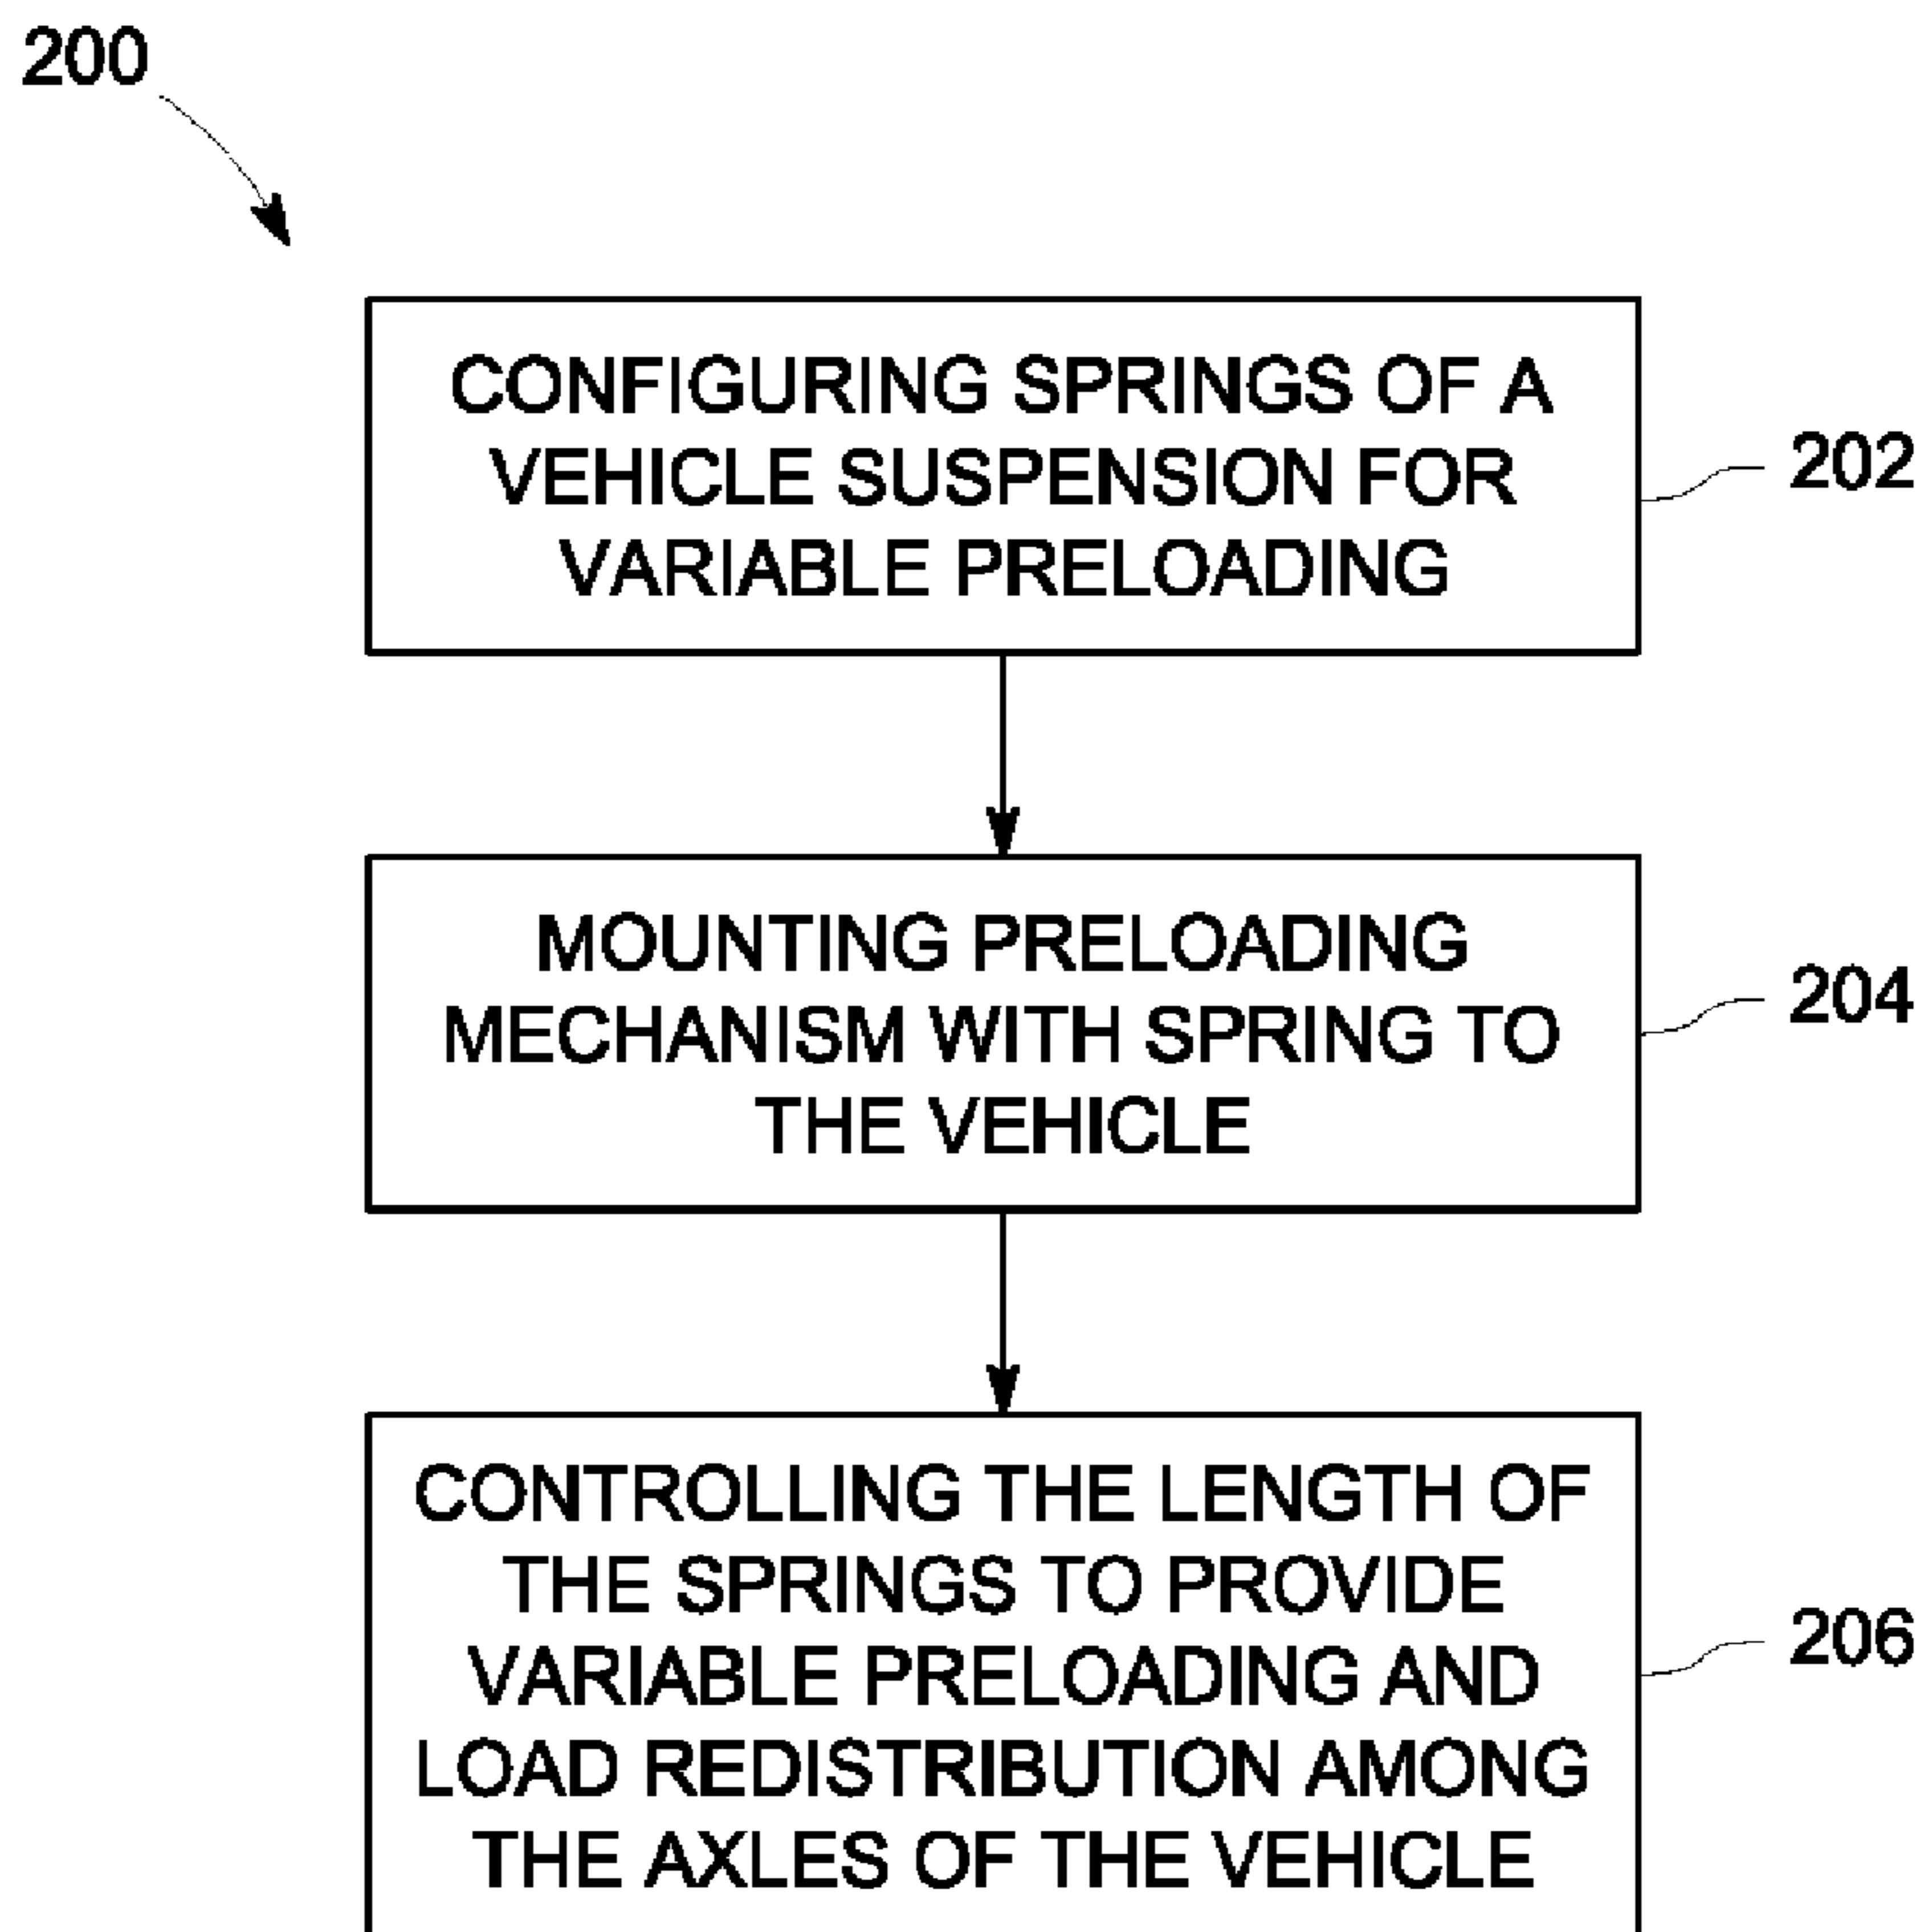 200
CONFIGURING SPRINGS OF A
VEHICLE SUSPENSION FOR
VARIABLE PRELOADING
202
MOUNTING PRELOADING
MECHANISM WITH SPRING TO
THE VEHICLE
204
CONTROLLING THE LENGTH OF
THE SPRINGS TO PROVIDE
VARIABLE PRELOADING AND
LOAD REDISTRIBUTION AMONG
THE AXLES OF THE VEHICLE
206